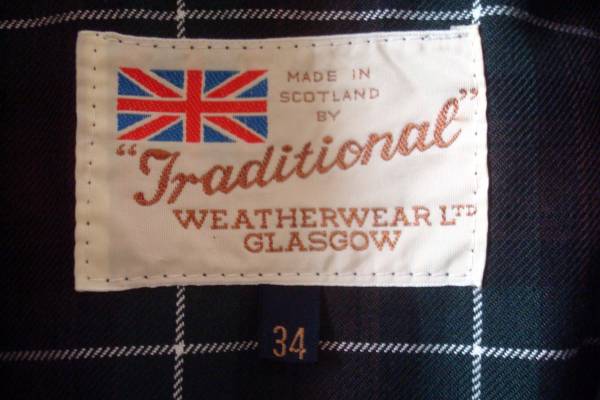 MADE IN
SCOTLAND
BY
"Traditional"
WEATHERWEAR LTD
GLASGOW
34